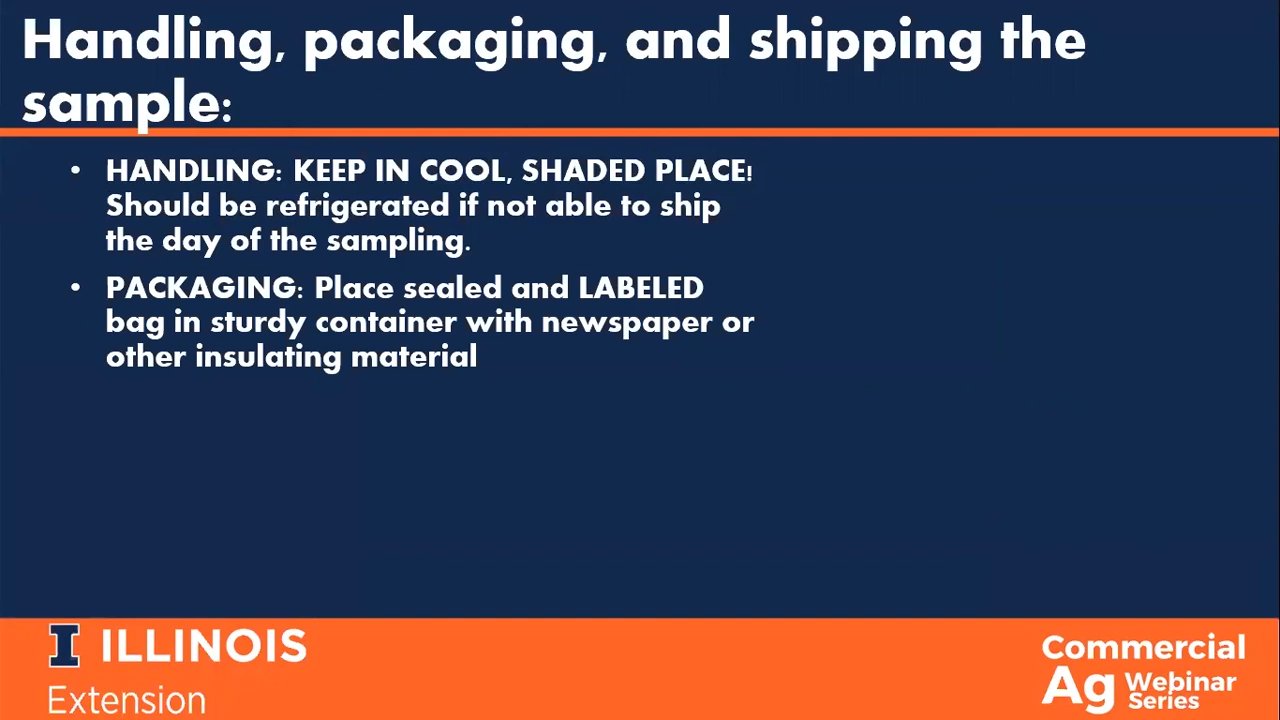 Handling, packaging, and shipping the
sample:
• HANDLING: KEEP IN COOL, SHADED PLACE!
Should be refrigerated if not able to ship
the day of the sampling.
• PACKAGING: Place sealed and LABELED
bag in sturdy container with newspaper or
other insulating material
I ILLINOIS
Extension
Commercial
Ag Webinar
Series